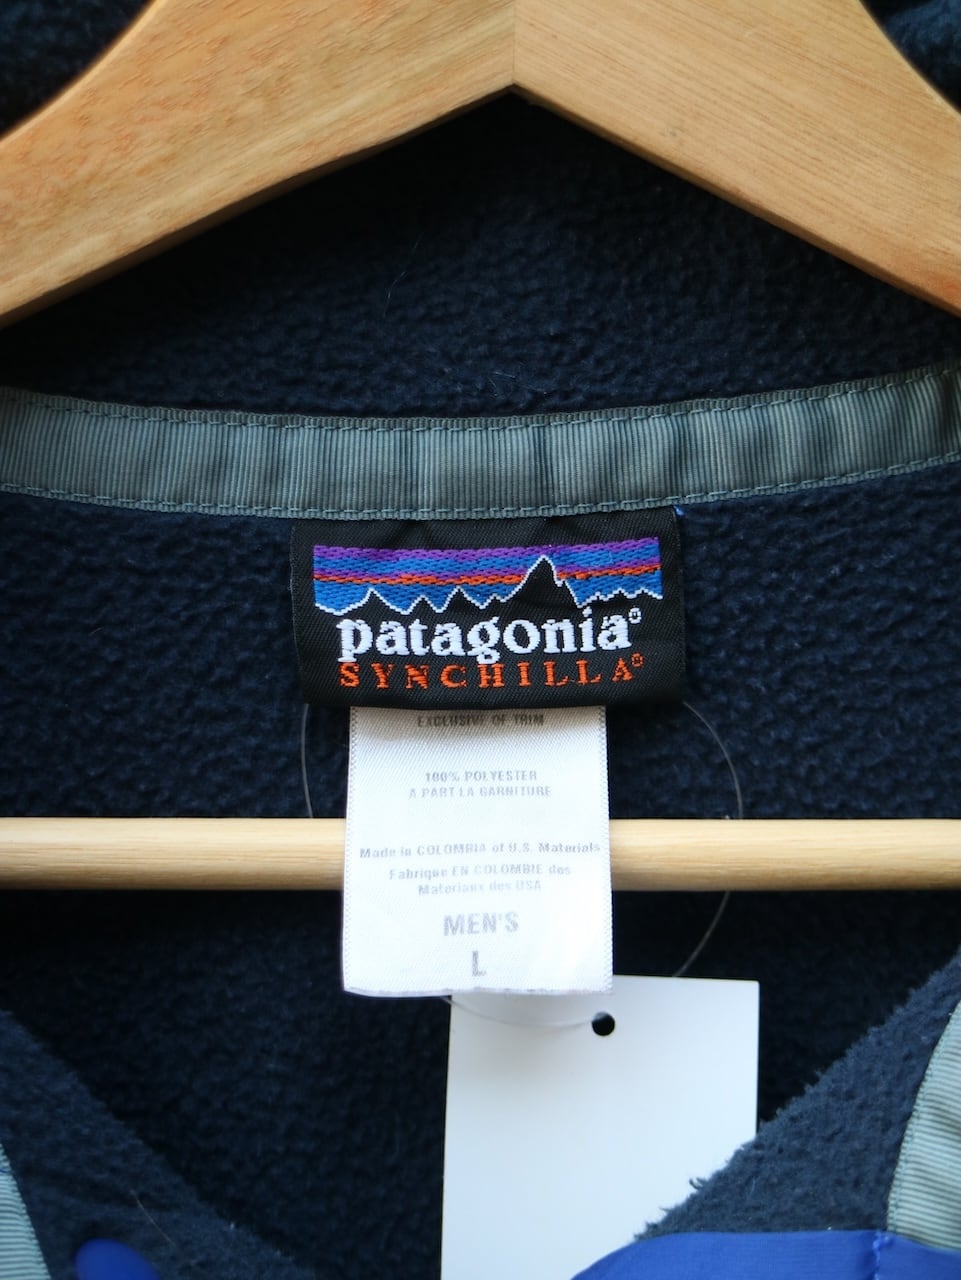 patagonia®
SYNCHILLA®
EXCLUSIVE OF TRIM
100% POLYESTER
A PART LA GARNITURE
Made in COLOMBIA of U.S. Materials
Fabrique EN COLOMBIE des
Materiaux des USA
MEN'S
L